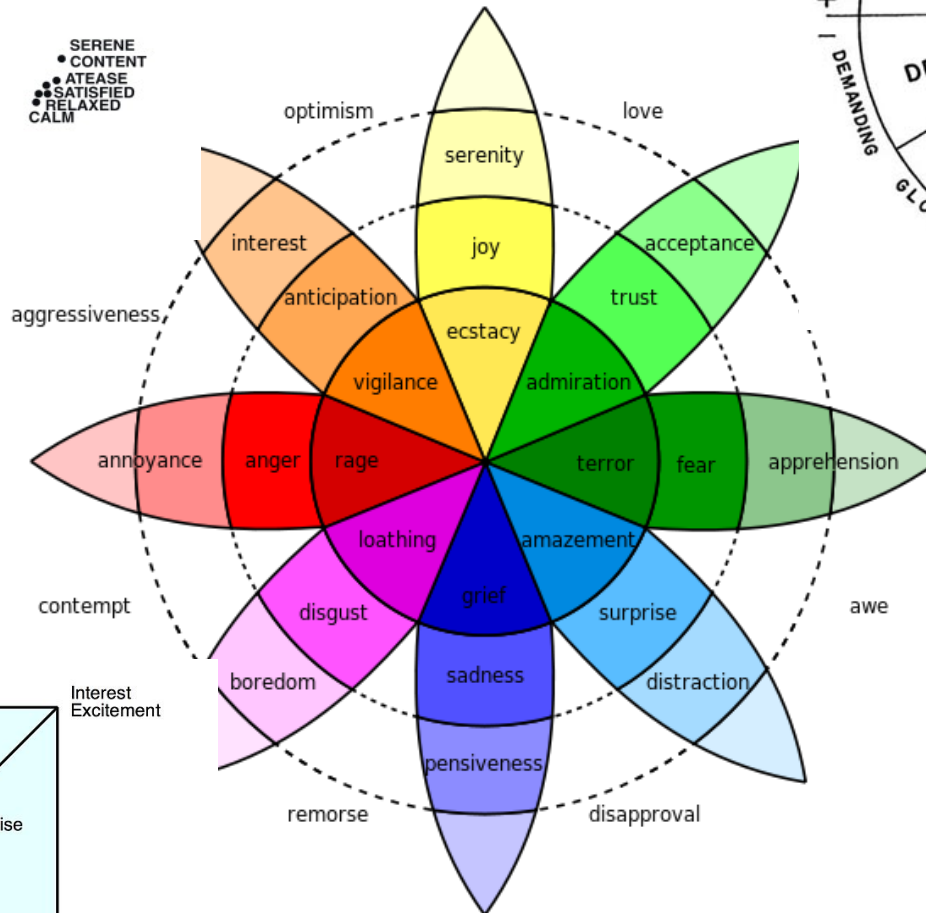 SERENE
CONTENT
ATEASE
SATISFIED
RELAXED
CALM
DEMANDING
optimism
love
serenity
interest
joy
acceptance
anticipation
trust
aggressiveness
ecstacy
vigilance
admiration
annoyance
anger
rage
terror
fear
apprehension
loathing
amazement
contempt
disgust
grief
surprise
awe
boredom
sadness
distraction
Interest
Excitement
pensiveness
remorse
disapproval